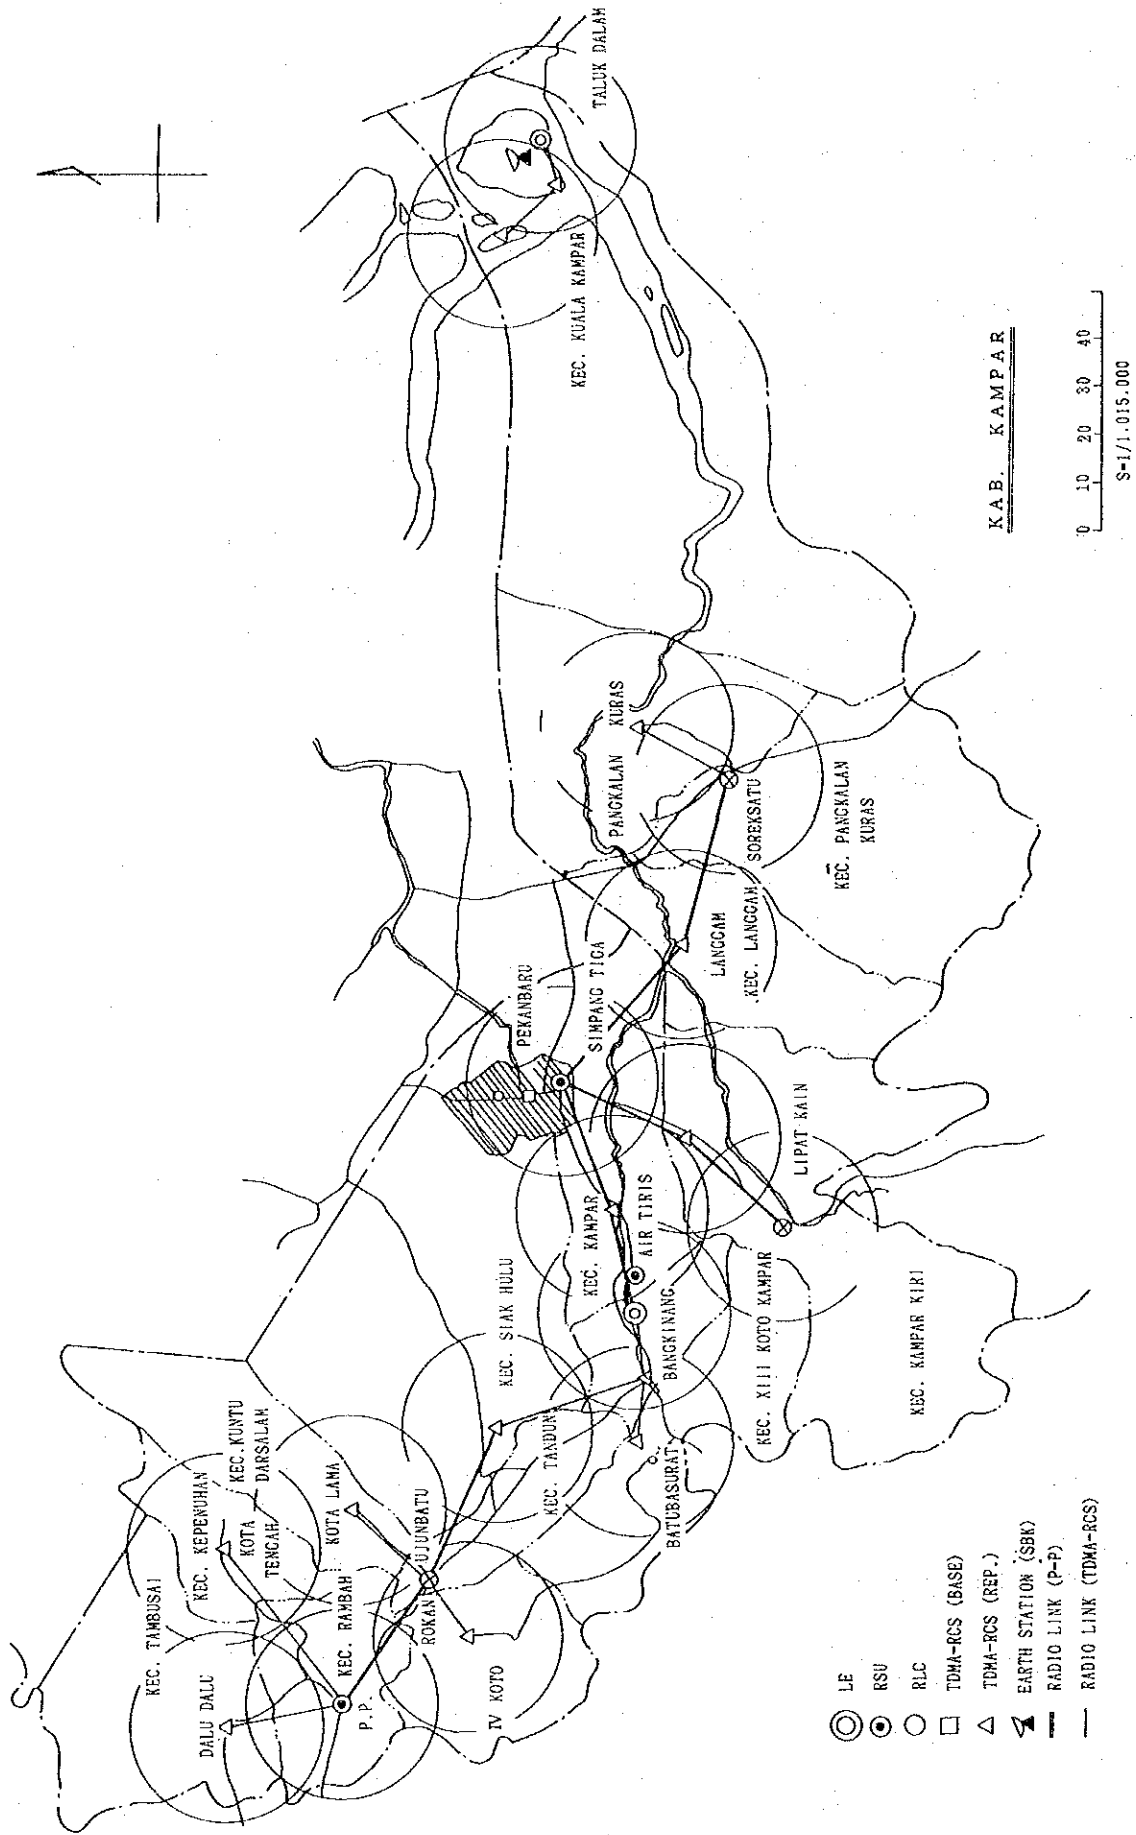 TALUK DALAM
KEC. KUALA KAMPAR
PEKANBARU
SIMPANG TIGA
PANGKALAN
KURAS
SOREKSATU
KEC. PANGKALAN
KURAS
LANGGAM
KEC. LANGGAM
LIPAT KAIN
KEC. KAMPAR
AIR TIRIS
BANGKINANG
KEC. SIAK HULU
KEC. XIII KOTO KAMPAR
KEC. KAMPAR KIRI
KEC. TANDUN
BATUBASURAT
KEC. TAMBUSAI
KEC. KEPENUHAN
KEC. KUNTU
DARSALAM
KOTA
TENGAH
KOTA LAMA
UJUNBATU
ROKAN
KEC. RAMBAH
DALU DALU
P.P.
IV KOTO
KAB. KAMPAR
0 10 20 30 40
S=1/1.015.000
LE
RSU
RLC
TDMA-RCS (BASE)
TDMA-RCS (REP.)
EARTH STATION (SBK)
RADIO LINK (P-P)
RADIO LINK (TDMA-RCS)